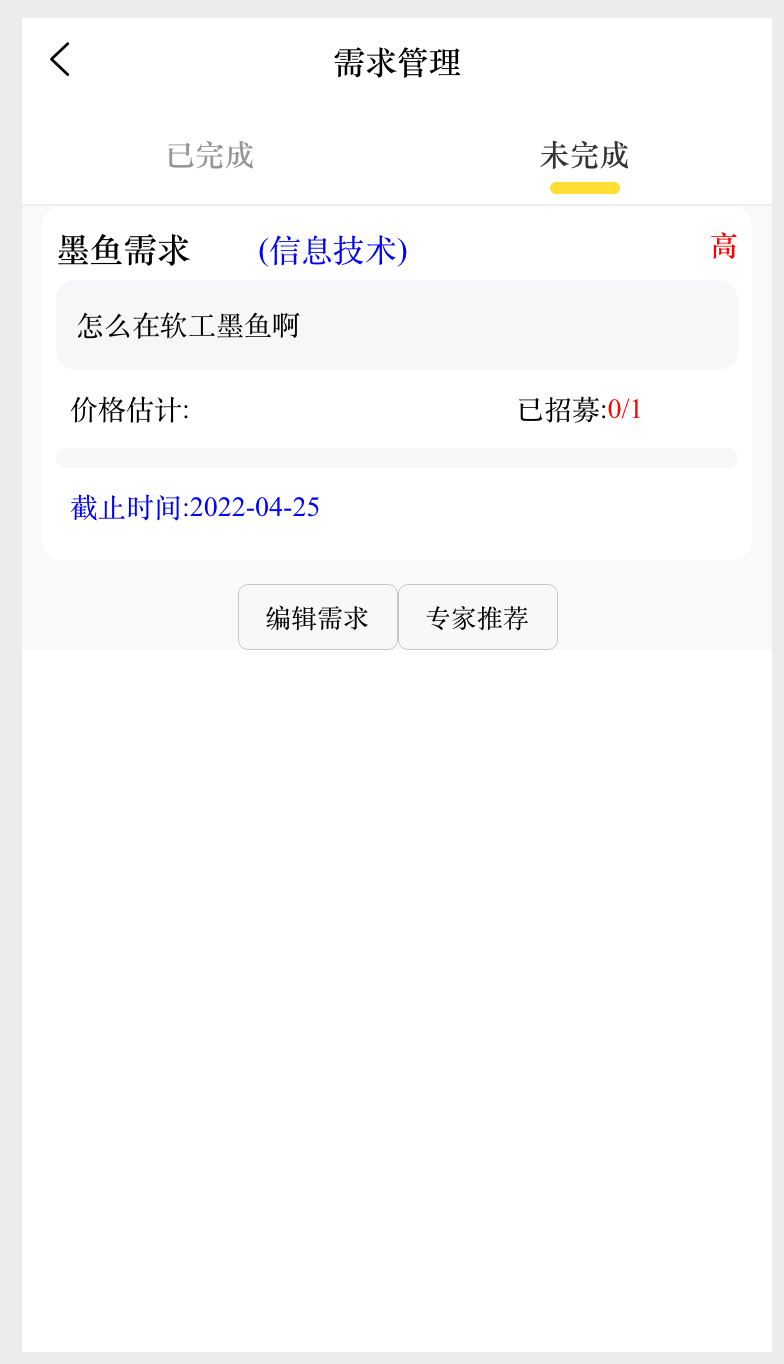 需求管理
已完成 未完成
墨鱼需求 (信息技术) 高
怎么在软工墨鱼啊
价格估计: 已招募:0/1
截止时间:2022-04-25
编辑需求 专家推荐